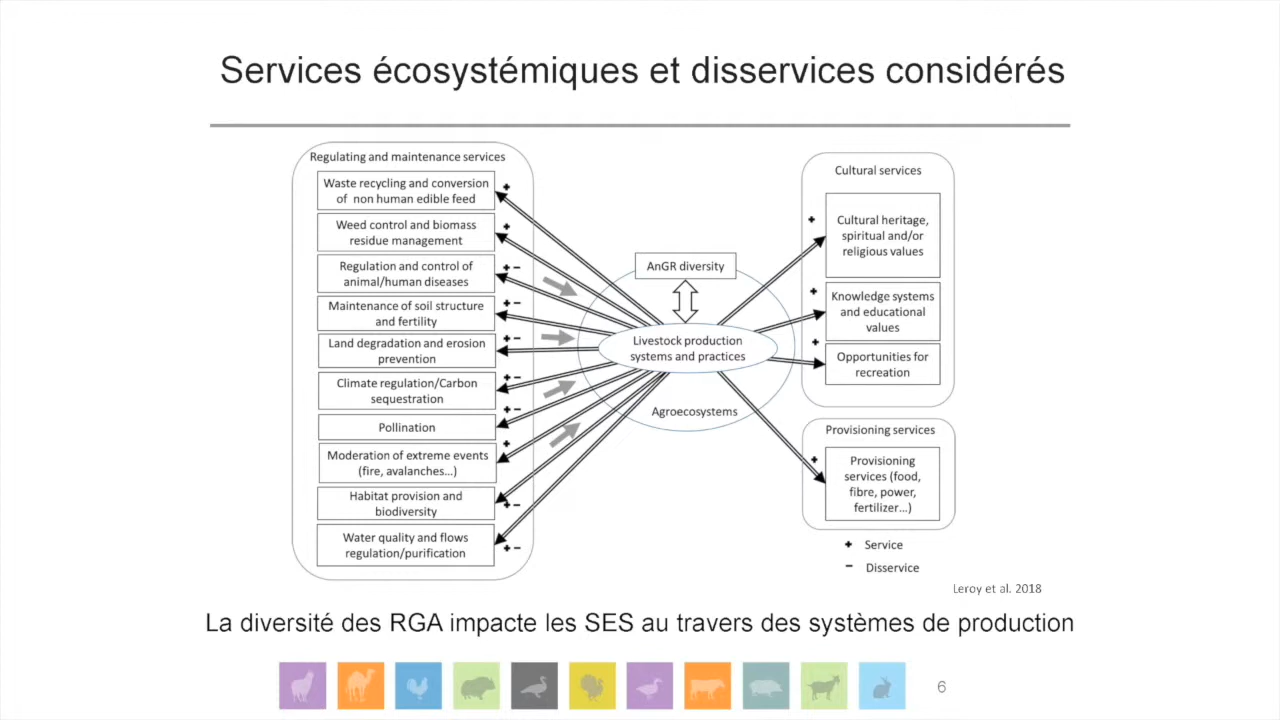 Services écosystémiques et disservices considérés
Regulating and maintenance services
Waste recycling and conversion
of non human edible feed
+
Weed control and biomass
residue management
+
Regulation and control of
animal/human diseases
+ −
Maintenance of soil structure
and fertility
+ −
Land degradation and erosion
prevention
+ −
Climate regulation/Carbon
sequestration
+ −
Pollination
+ −
Moderation of extreme events
(fire, avalanches…)
+
Habitat provision and
biodiversity
+ −
Water quality and flows
regulation/purification
+ −
AnGR diversity
Livestock production
systems and practices
Agroecosystems
Cultural services
+
Cultural heritage,
spiritual and/or
religious values
+
Knowledge systems
and educational
values
+
Opportunities for
recreation
Provisioning services
+
Provisioning
services (food,
fibre, power,
fertilizer…)
+ Service
− Disservice
Leroy et al. 2018
La diversité des RGA impacte les SES au travers des systèmes de production
6